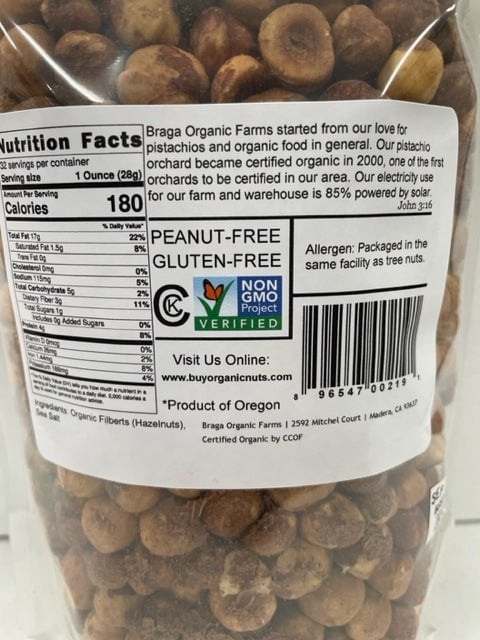 Nutrition Facts
32 servings per container
Serving size 1 Ounce (28g)
Amount Per Serving
Calories 180
% Daily Value*
Total Fat 17g 22%
Saturated Fat 1.5g 8%
Trans Fat 0g
Cholesterol 0mg 0%
Sodium 115mg 5%
Total Carbohydrate 5g 2%
Dietary Fiber 3g 11%
Total Sugars 1g
Includes 0g Added Sugars 0%
Protein 4g 8%
Vitamin D 0mcg 0%
Calcium 36mg 2%
Iron 1.44mg 8%
Potassium 188mg 4%
Ingredients: Organic Filberts (Hazelnuts),
Sea Salt
Braga Organic Farms started from our love for
pistachios and organic food in general. Our pistachio
orchard became certified organic in 2000, one of the first
orchards to be certified in our area. Our electricity use
for our farm and warehouse is 85% powered by solar.
John 3:16
PEANUT-FREE
GLUTEN-FREE
K
NON
GMO
Project
VERIFIED
Allergen: Packaged in the
same facility as tree nuts.
Visit Us Online:
www.buyorganicnuts.com
8 96547 00219 1
*Product of Oregon
Braga Organic Farms | 2592 Mitchel Court | Madera, CA 93637
Certified Organic by CCOF